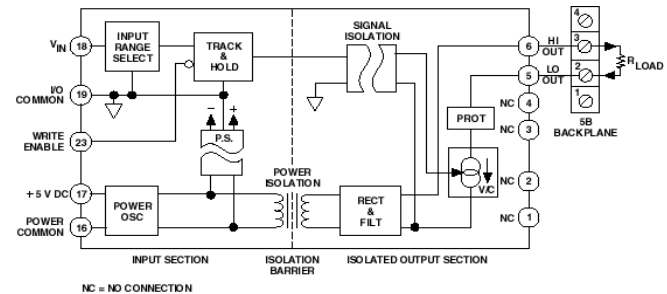 V IN
18
INPUT
RANGE
SELECT
TRACK
&
HOLD
SIGNAL
ISOLATION
6
HI
OUT
5
LO
OUT
4
3
2
1
R LOAD
5B
BACKPLANE
I/O
COMMON
19
NC
4
NC
3
PROT
WRITE
ENABLE
23
P.S.
− +
+ 5 V DC
17
POWER
COMMON
16
POWER
OSC
POWER
ISOLATION
RECT
&
FILT
V/C
NC
2
NC
1
INPUT SECTION
ISOLATION
BARRIER
ISOLATED OUTPUT SECTION
NC = NO CONNECTION